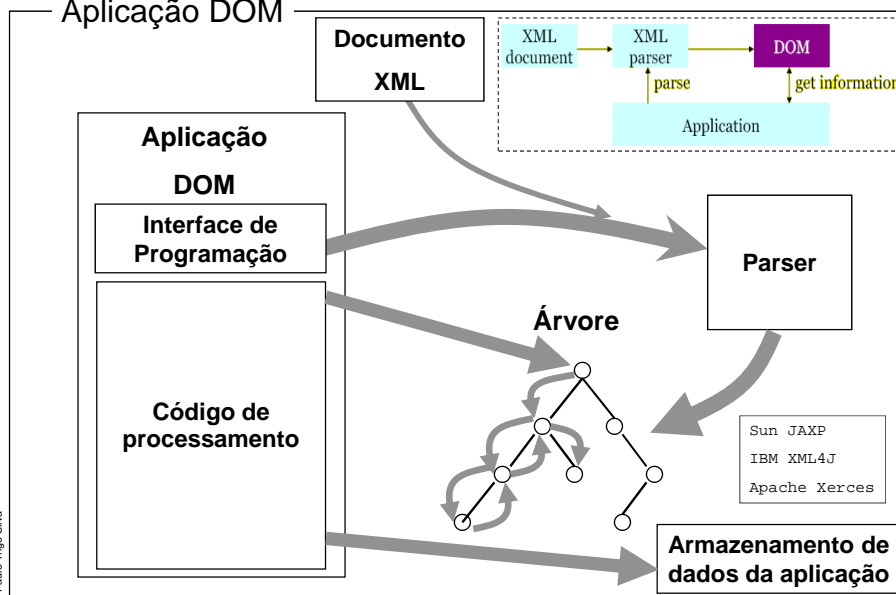 Aplicação DOM
Documento
XML
XML
document
XML
parser
DOM
parse
get information
Application
Aplicação
DOM
Interface de
Programação
Parser
Árvore
Código de
processamento
Sun JAXP
IBM XML4J
Apache Xerces
Armazenamento de
dados da aplicação